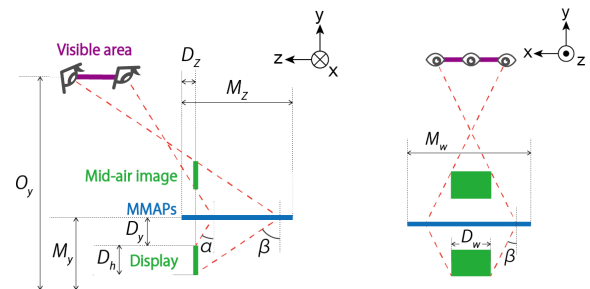 Visible area
D_z
M_z
Mid-air image
MMAPs
O_y
M_y
D_y
D_h
Display
α
β
y
z
x
y
x
z
M_w
D_w
β